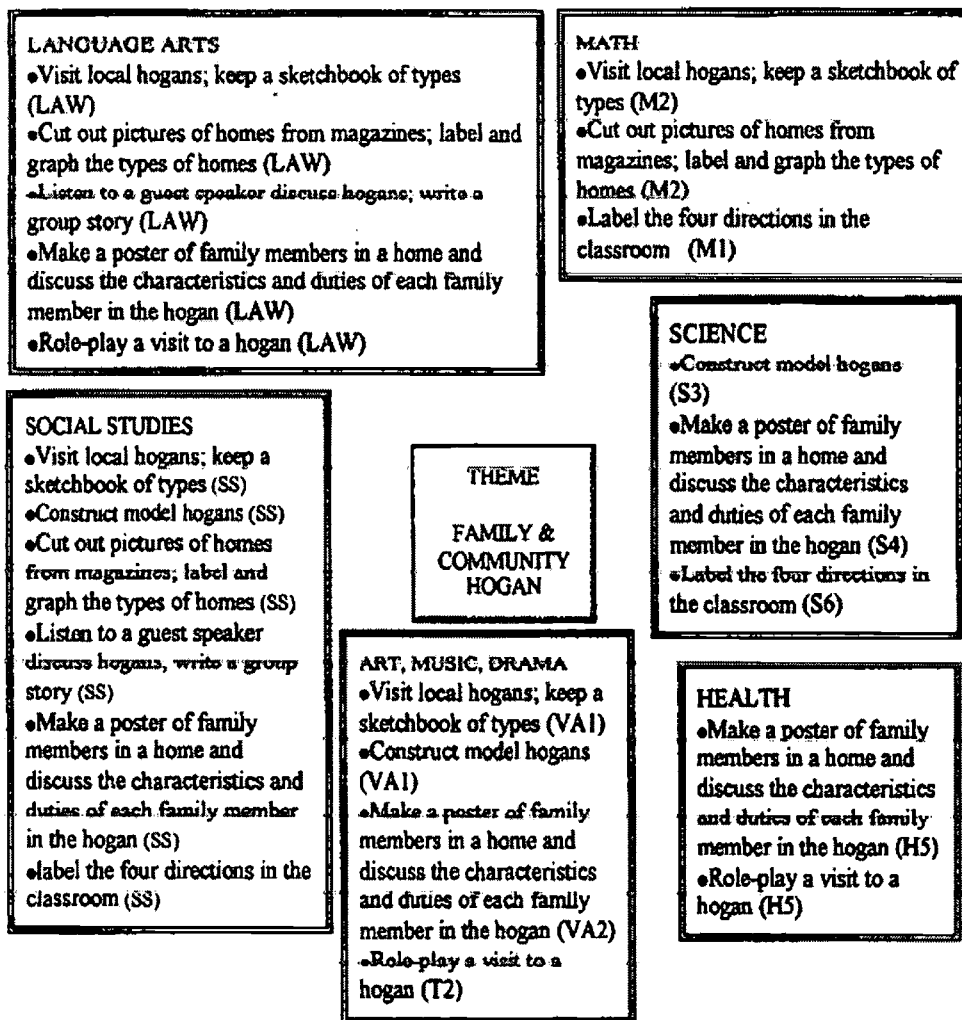 LANGUAGE ARTS
•Visit local hogans; keep a sketchbook of types
(LAW)
•Cut out pictures of homes from magazines; label and
graph the types of homes (LAW)
•Listen to a guest speaker discuss hogans; write a
group story (LAW)
•Make a poster of family members in a home and
discuss the characteristics and duties of each family
member in the hogan (LAW)
•Role-play a visit to a hogan (LAW)
MATH
•Visit local hogans; keep a sketchbook of
types (M2)
•Cut out pictures of homes from
magazines; label and graph the types of
homes (M2)
•Label the four directions in the
classroom (M1)
SCIENCE
•Construct model hogans
(S3)
•Make a poster of family
members in a home and
discuss the characteristics
and duties of each family
member in the hogan (S4)
•Label the four directions in
the classroom (S6)
SOCIAL STUDIES
•Visit local hogans; keep a
sketchbook of types (SS)
•Construct model hogans (SS)
•Cut out pictures of homes
from magazines; label and
graph the types of homes (SS)
•Listen to a guest speaker
discuss hogans, write a group
story (SS)
•Make a poster of family
members in a home and
discuss the characteristics and
duties of each family member
in the hogan (SS)
•label the four directions in the
classroom (SS)
THEME
FAMILY &
COMMUNITY
HOGAN
ART, MUSIC, DRAMA
•Visit local hogans; keep a
sketchbook of types (VA1)
•Construct model hogans
(VA1)
•Make a poster of family
members in a home and
discuss the characteristics
and duties of each family
member in the hogan (VA2)
•Role-play a visit to a
hogan (T2)
HEALTH
•Make a poster of family
members in a home and
discuss the characteristics
and duties of each family
member in the hogan (H5)
•Role-play a visit to a
hogan (H5)